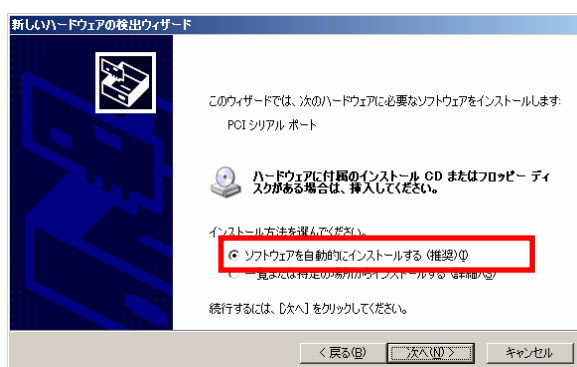 新しいハードウェアの検出ウィザード
このウィザードでは、次のハードウェアに必要なソフトウェアをインストールします:
PCI シリアル ポート
ハードウェアに付属のインストール CD またはフロッピー ディ
スクがある場合は、挿入してください。
インストール方法を選んでください。
ソフトウェアを自動的にインストールする (推奨)(I)
一覧または特定の場所からインストールする (詳細)(S)
続行するには、[次へ] をクリックしてください。
< 戻る(B)
次へ(N) >
キャンセル